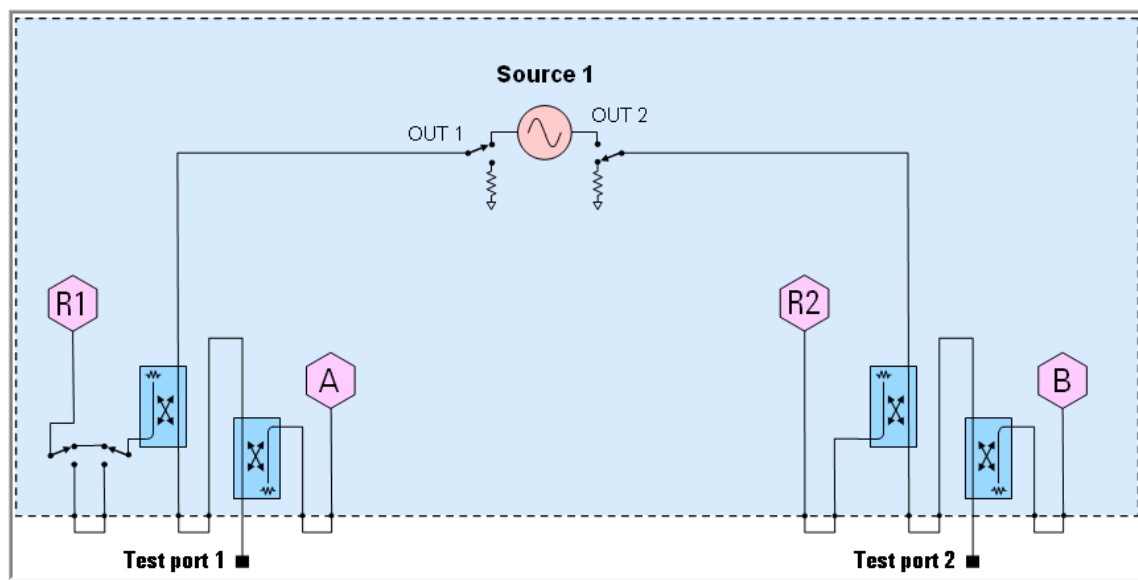 Source 1
OUT 1
OUT 2
R1
R2
A
B
Test port 1
Test port 2